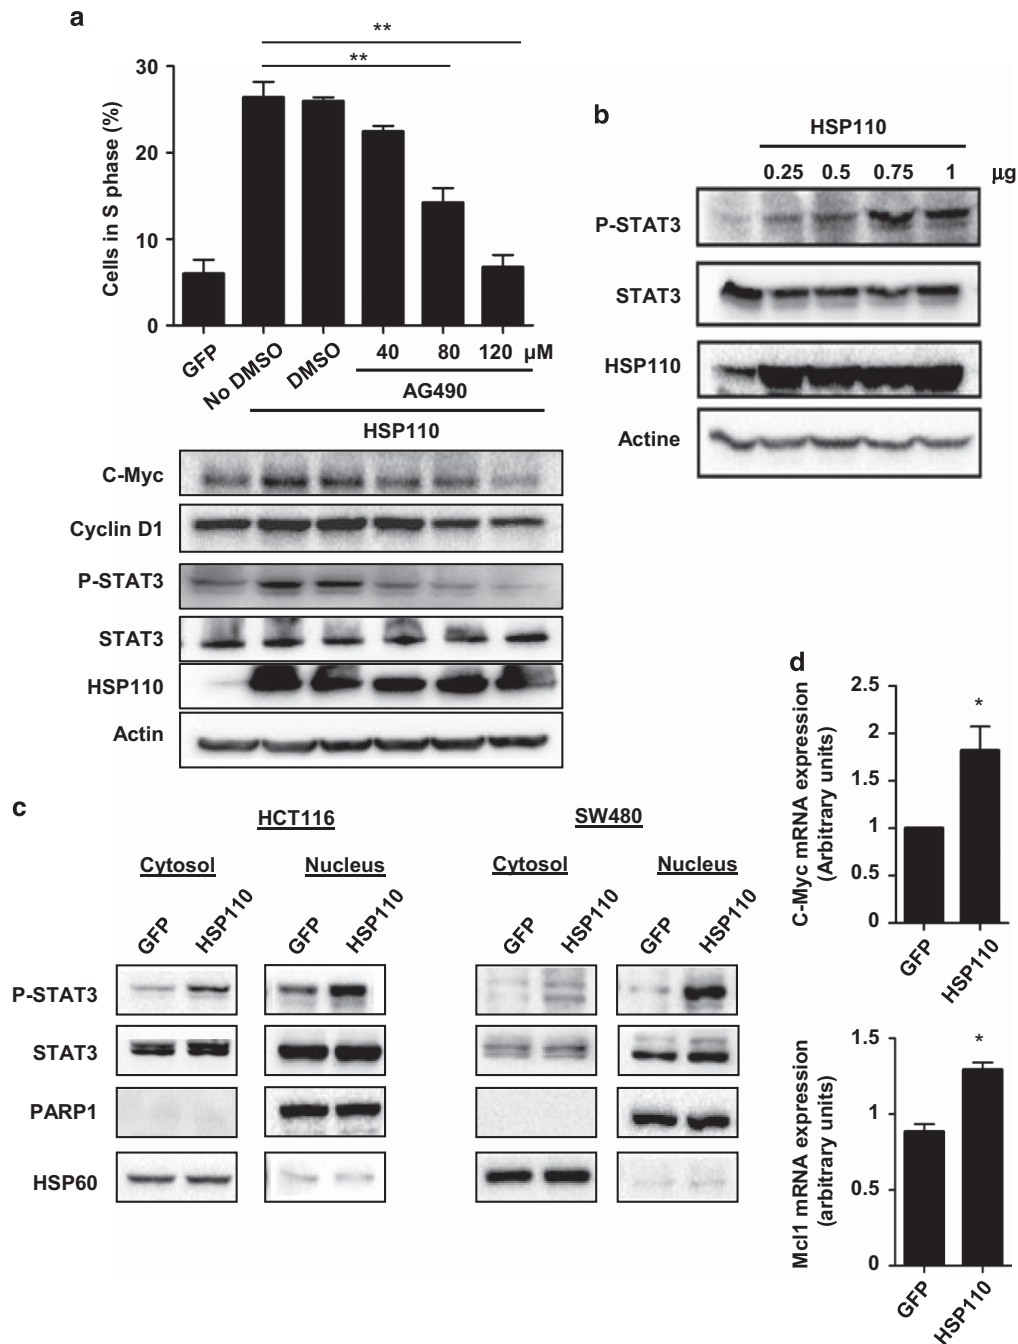 a
**
**
30
20
10
0
Cells in S phase (%)
GFP
No DMSO
DMSO
40 80 120 µM
AG490
HSP110
C-Myc
Cyclin D1
P-STAT3
STAT3
HSP110
Actin
b
HSP110
0.25 0.5 0.75 1 µg
P-STAT3
STAT3
HSP110
Actine
c
HCT116 SW480
Cytosol Nucleus Cytosol Nucleus
GFP HSP110 GFP HSP110 GFP HSP110 GFP HSP110
P-STAT3
STAT3
PARP1
HSP60
d
C-Myc mRNA expression
(Arbitrary units)
2.5
2
1.5
1
0.5
0
*
GFP
HSP110
Mcl1 mRNA expression
(arbitrary units)
1.5
1
0.5
0
*
GFP
HSP110